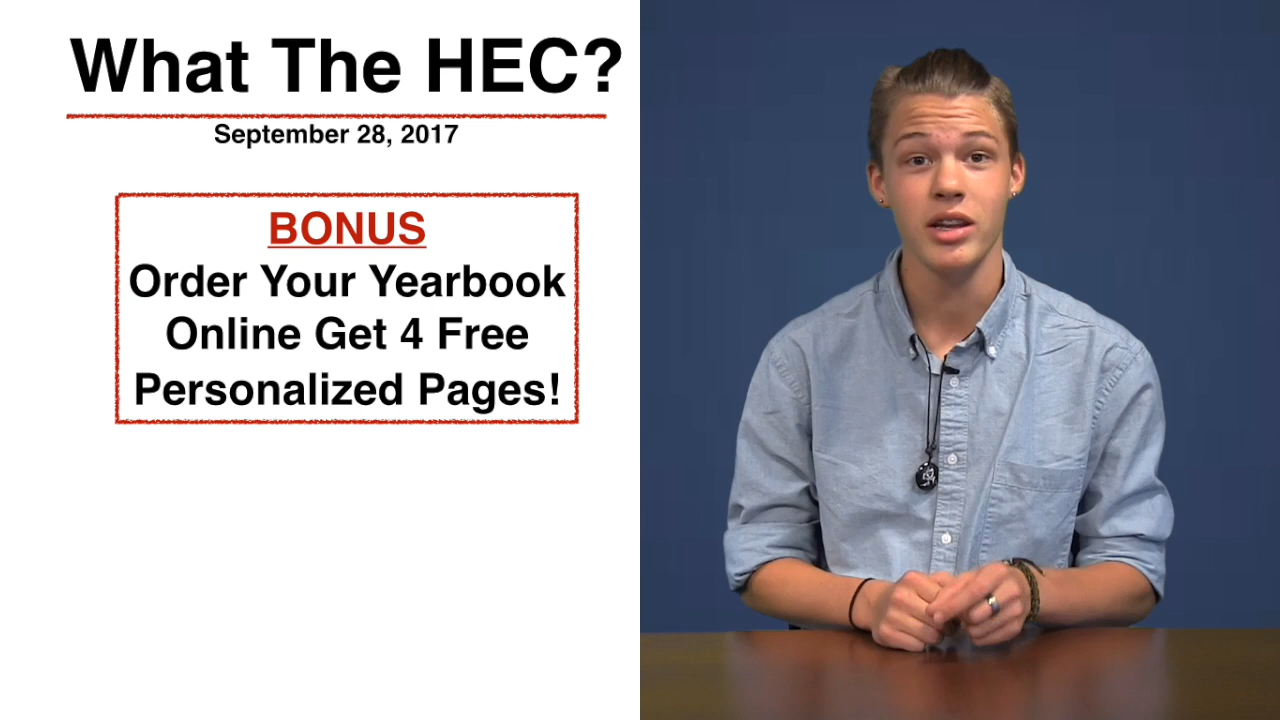 What The HEC?
September 28, 2017
BONUS
Order Your Yearbook
Online Get 4 Free
Personalized Pages!